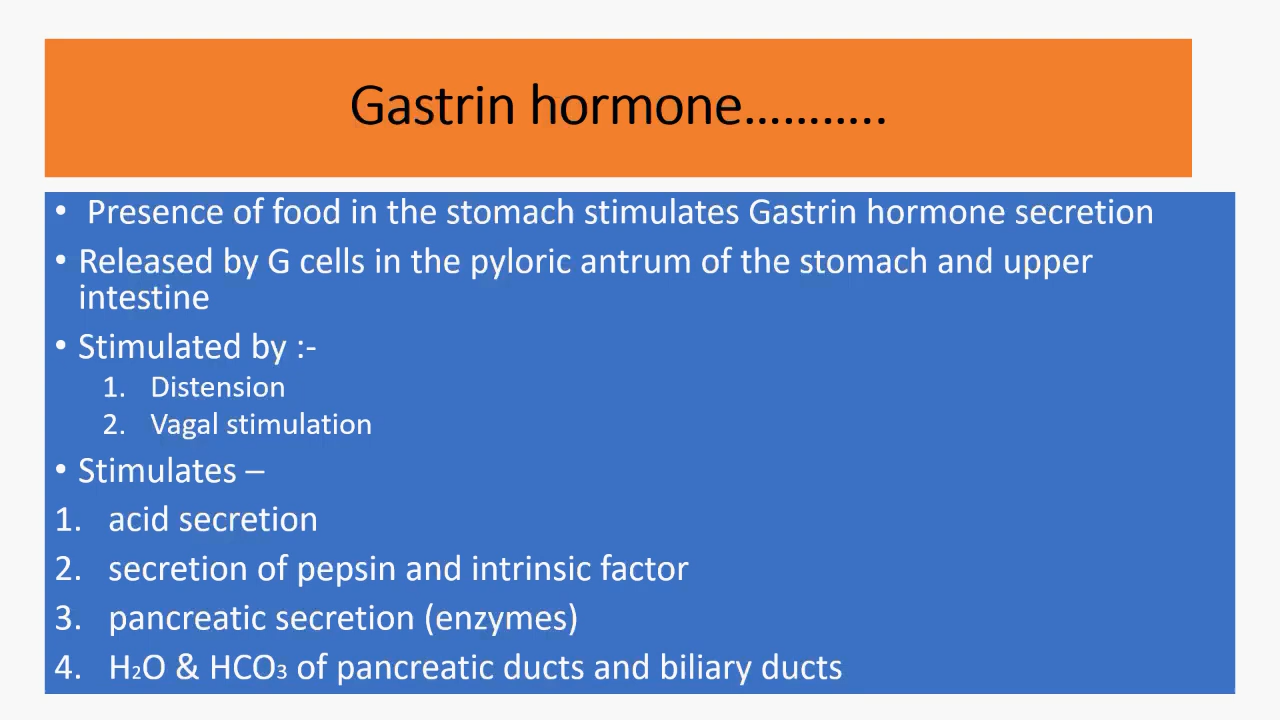 Gastrin hormone………..
• Presence of food in the stomach stimulates Gastrin hormone secretion
• Released by G cells in the pyloric antrum of the stomach and upper
intestine
• Stimulated by :-
1. Distension
2. Vagal stimulation
• Stimulates –
1. acid secretion
2. secretion of pepsin and intrinsic factor
3. pancreatic secretion (enzymes)
4. H₂O & HCO₃ of pancreatic ducts and biliary ducts